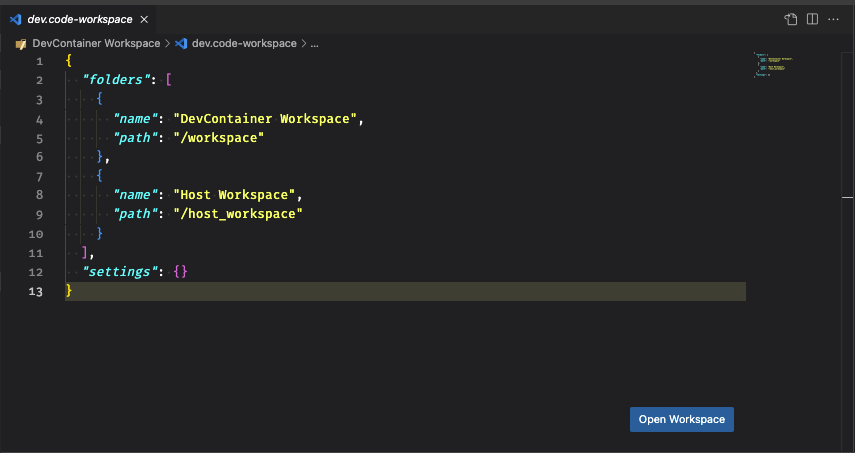 dev.code-workspace
DevContainer Workspace > dev.code-workspace > ...
1 {
2 "folders": [
3 {
4 "name": "DevContainer Workspace",
5 "path": "/workspace"
6 },
7 {
8 "name": "Host Workspace",
9 "path": "/host_workspace"
10 }
11 ],
12 "settings": {}
13 }
Open Workspace